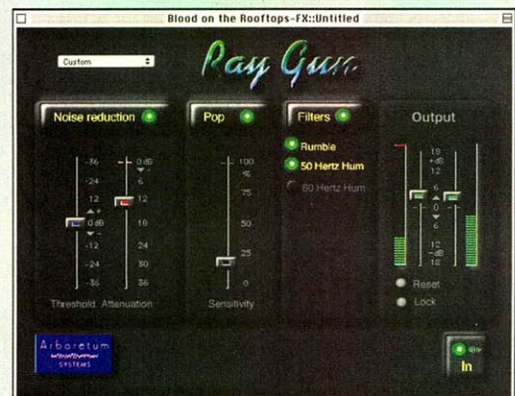 Blood on the Rooftops-FX::Untitled
Custom
Ray Gun
Noise reduction
-36
-24
12
0 dB
-12
-24
-36
0 dB
6
12
18
24
30
36
Threshold Attenuation
Pop
100
%
75
50
25
0
Sensitivity
Filters
Rumble
50 Hertz Hum
60 Hertz Hum
Output
18
+dB
12
6
0
6
12
-dB
18
Reset
Lock
Arboretum
SYSTEMS
In